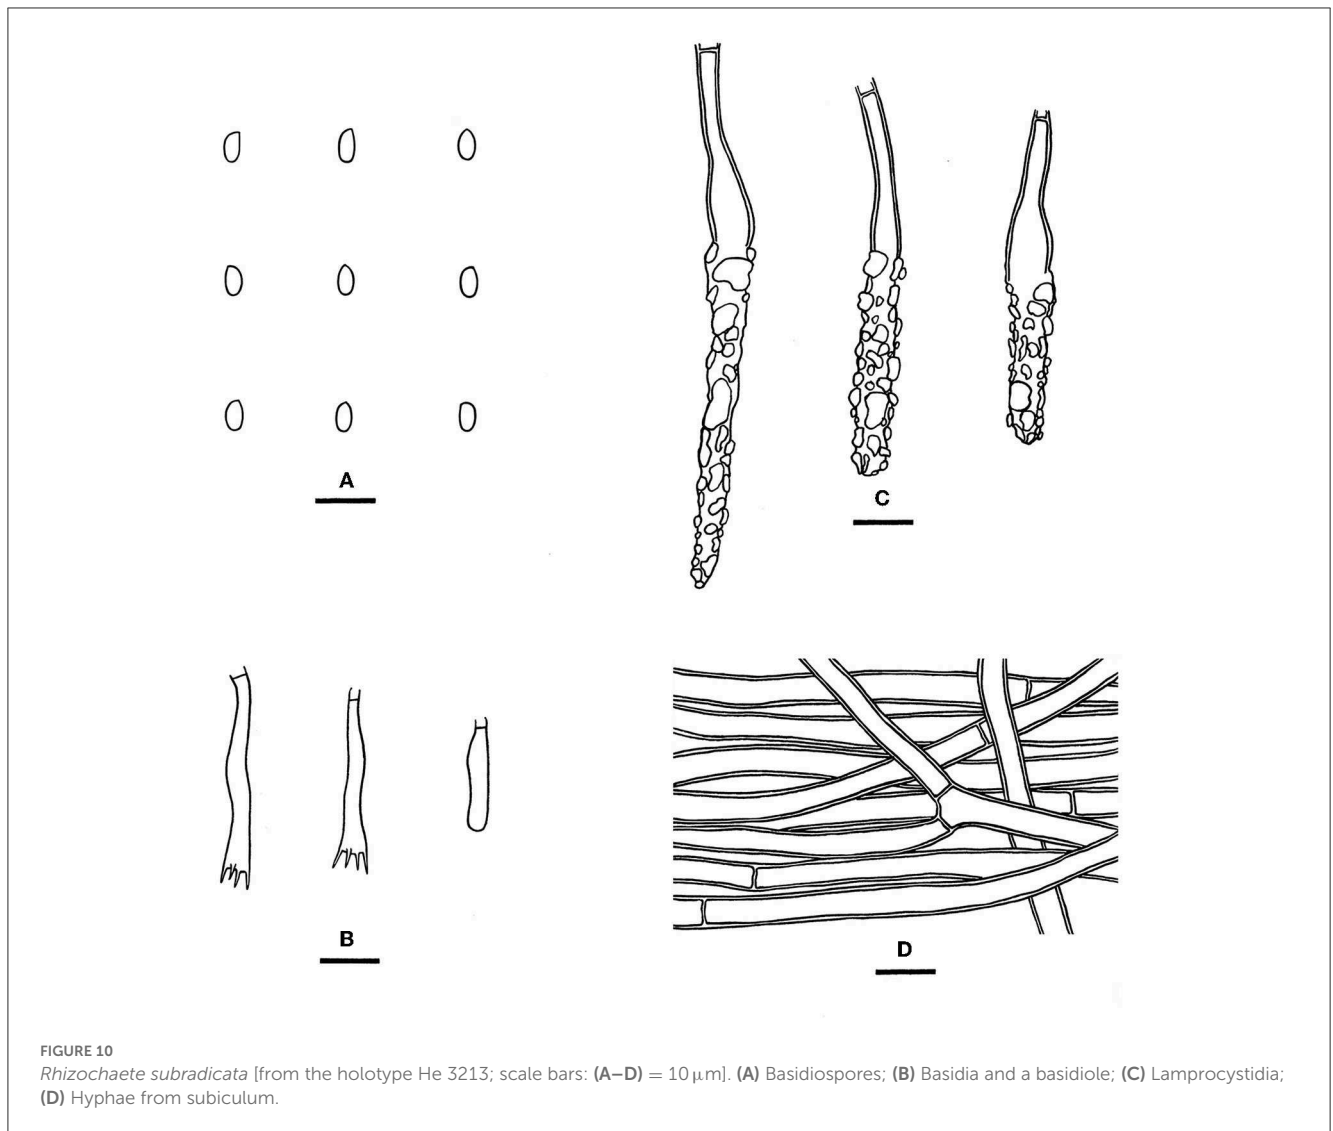 A
C
B
D
FIGURE 10
Rhizochaete subradicata [from the holotype He 3213; scale bars: (A–D) = 10 μm]. (A) Basidiospores; (B) Basidia and a basidiole; (C) Lamprocystidia;
(D) Hyphae from subiculum.